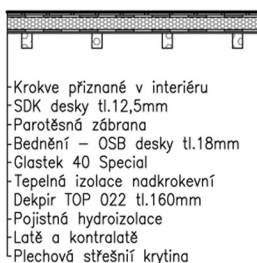 -Krokve přiznané v interiéru
-SDK desky tl.12,5mm
-Parotěsná zábrana
-Bednění – OSB desky tl.18mm
-Glastek 40 Special
-Tepelná izolace nadkrokevní
Dekpir TOP 022 tl.160mm
-Pojistná hydroizolace
-Latě a kontralatě
-Plechová střešní krytina